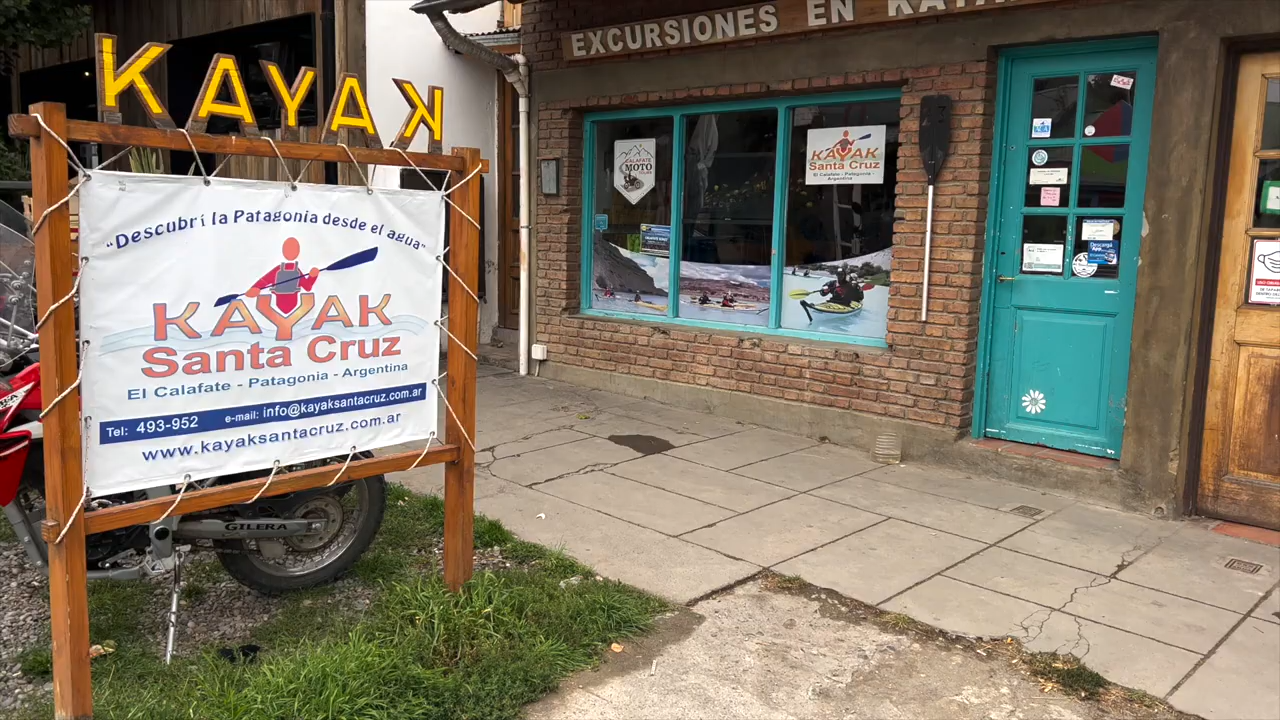 KAYAK
"Descubrí la Patagonia desde el agua"
KAYAK
Santa Cruz
El Calafate - Patagonia - Argentina
Tel: 493-952 e-mail: info@kayaksantacruz.com.ar
www.kayaksantacruz.com.ar
GILERA
EXCURSIONES EN KAYAK
CALAFATE
MOTO
KAYAK
Santa Cruz
El Calafate - Patagonia
Argentina